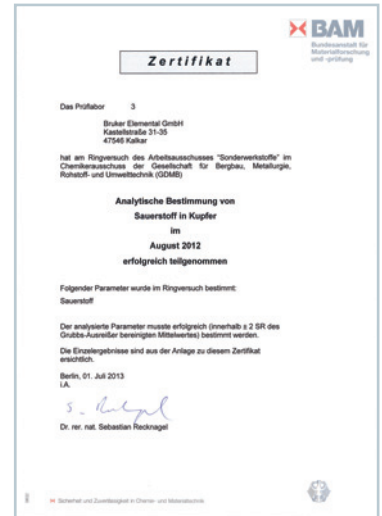 BAM
Bundesanstalt für
Materialforschung
und -prüfung
Zertifikat
Das Prüflabor 3
Bruker Elemental GmbH
Kastellstraße 31-35
47546 Kalkar
hat am Ringversuch des Arbeitsausschusses "Sonderwerkstoffe" im
Chemikerausschuss der Gesellschaft für Bergbau, Metallurgie,
Rohstoff- und Umwelttechnik (GDMB)
Analytische Bestimmung von
Sauerstoff in Kupfer
im
August 2012
erfolgreich teilgenommen
Folgender Parameter wurde im Ringversuch bestimmt:
Sauerstoff
Der analysierte Parameter musste erfolgreich (innerhalb ± 2 SR des
Grubbs-Ausreißer bereinigten Mittelwertes) bestimmt werden.
Die Einzelergebnisse sind aus der Anlage zu diesem Zertifikat
ersichtlich.
Berlin, 01. Juli 2013
i.A.
S. Recknagel
Dr. rer. nat. Sebastian Recknagel
Sicherheit und Zuverlässigkeit in Chemie- und Materialtechnik